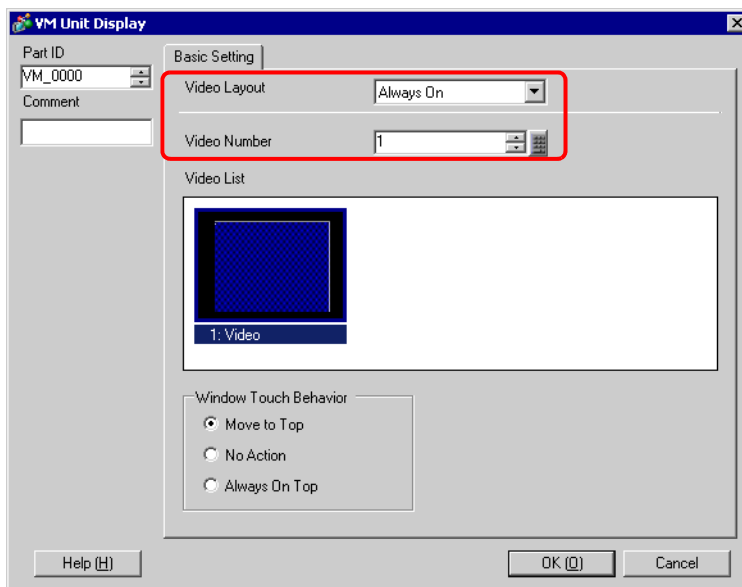 VM Unit Display
Part ID
VM_0000
Comment
Basic Setting
Video Layout
Always On
Video Number
1
Video List
1: Video
Window Touch Behavior
Move to Top
No Action
Always On Top
Help (H)
OK (O)
Cancel